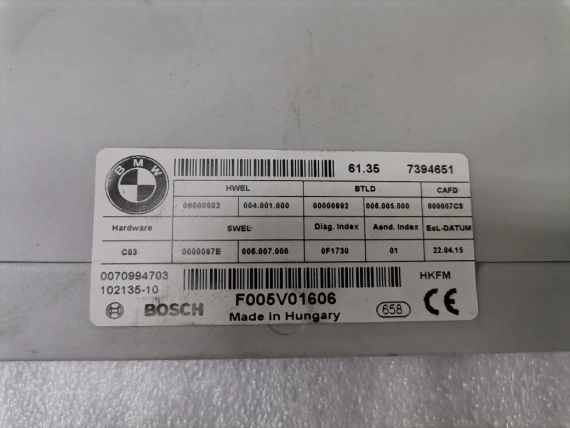 BMW 61.35 7394651
HWEL BTLD CAFD
00000982 004.001.000 00000992 006.005.000 000007C8
Hardware SWEL Diag. Index Aend. Index EoL-DATUM
C03 0000097E 006.007.000 0F1730 01 22.04.15
0070994703 HKFM
102135-10
BOSCH F005V01606 658 CE
Made in Hungary